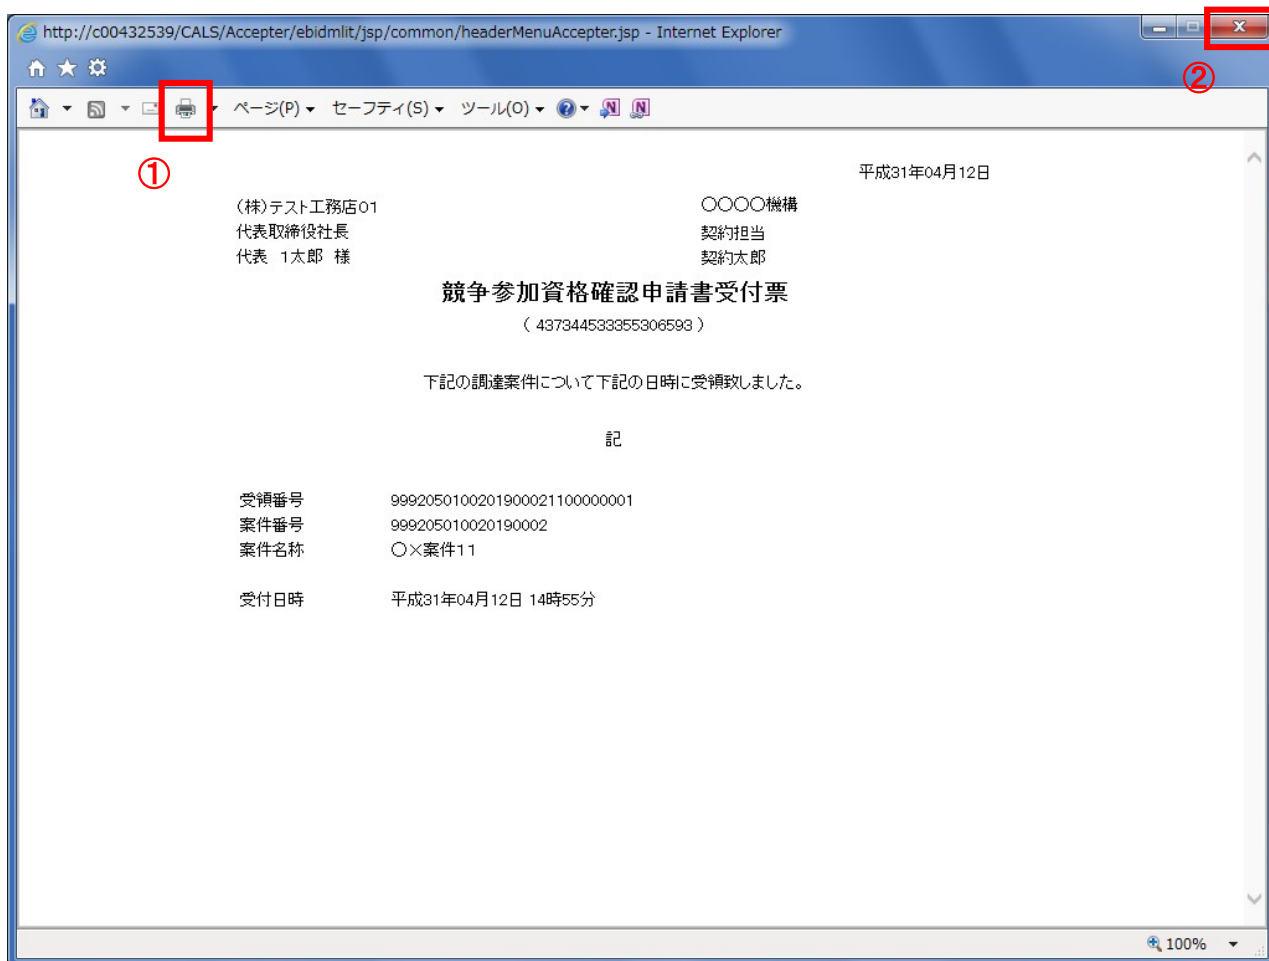 http://c00432539/CALS/Accepter/ebidmlit/jsp/common/headerMenuAccepter.jsp - Internet Explorer
②
ページ(P) セーフティ(S) ツール(O)
①
平成31年04月12日
(株)テスト工務店01
〇〇〇〇機構
代表取締役社長
契約担当
代表 1太郎 様
契約太郎
競争参加資格確認申請書受付票
( 437344533355306593 )
下記の調達案件について下記の日時に受領致しました。
記
受領番号 9992050100201900021100000001
案件番号 999205010020190002
案件名称 〇×案件11
受付日時 平成31年04月12日 14時55分
100%